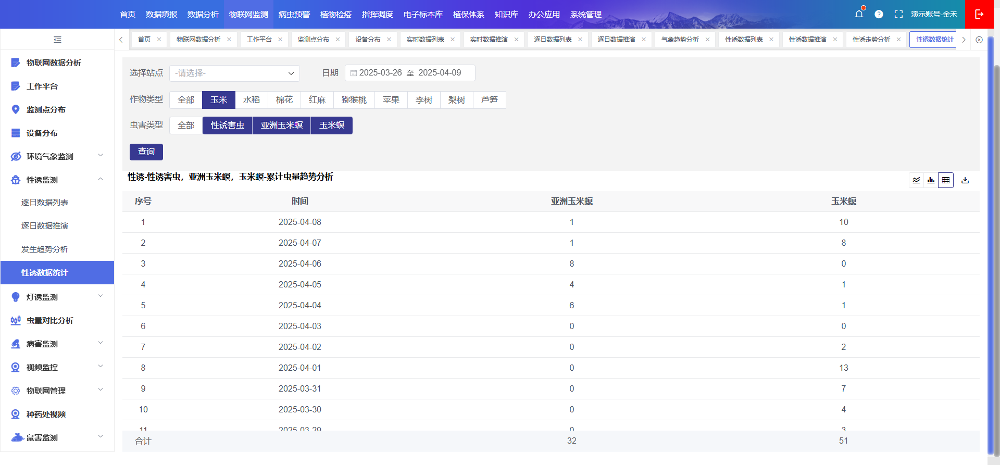 首页 数据填报 数据分析 物联网监测 病虫预警 植物检疫 指挥调度 电子标本库 植保体系 知识库 办公应用 系统管理 演示账号-金禾
首页 物联网数据分析 工作平台 监测点分布 设备分布 实时数据列表 实时数据推演 逐日数据列表 逐日数据推演 气象趋势分析 性诱数据列表 性诱数据推演 性诱走势分析 性诱数据统计
物联网数据分析
工作平台
监测点分布
设备分布
环境气象监测
性诱监测
逐日数据列表
逐日数据推演
发生趋势分析
性诱数据统计
灯诱监测
虫量对比分析
病害监测
视频监控
物联网管理
种药处视频
鼠害监测
选择站点 -请选择- 日期 2025-03-26 至 2025-04-09
作物类型 全部 玉米 水稻 棉花 红麻 猕猴桃 苹果 李树 梨树 芦笋
虫害类型 全部 性诱害虫 亚洲玉米螟 玉米螟
查询
性诱-性诱害虫，亚洲玉米螟，玉米螟-累计虫量趋势分析
序号 时间 亚洲玉米螟 玉米螟
1 2025-04-08 1 10
2 2025-04-07 1 8
3 2025-04-06 8 0
4 2025-04-05 4 1
5 2025-04-04 6 1
6 2025-04-03 0 0
7 2025-04-02 0 2
8 2025-04-01 0 13
9 2025-03-31 0 7
10 2025-03-30 0 4
11 2025-03-29 0 3
合计 32 51